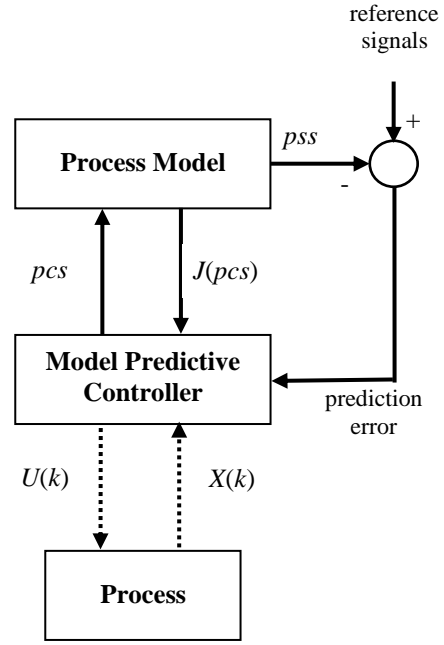 reference
signals
+
pss
Process Model
-
pcs
J(pcs)
Model Predictive
Controller
prediction
error
U(k)
X(k)
Process